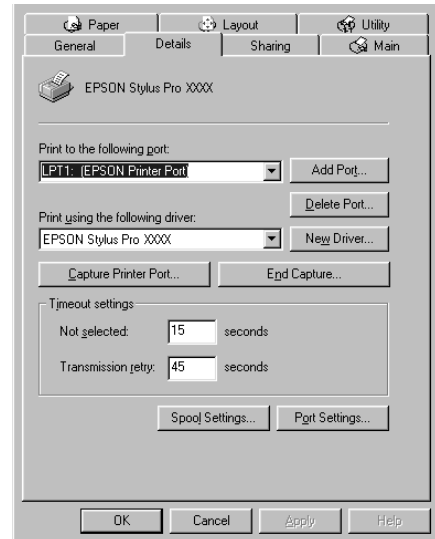 Paper Layout Utility
General Details Sharing Main
EPSON Stylus Pro XXXX
Print to the following port:
LPT1: (EPSON Printer Port) Add Port...
Delete Port...
Print using the following driver:
EPSON Stylus Pro XXXX New Driver...
Capture Printer Port... End Capture...
Timeout settings
Not selected: 15 seconds
Transmission retry: 45 seconds
Spool Settings... Port Settings...
OK Cancel Apply Help